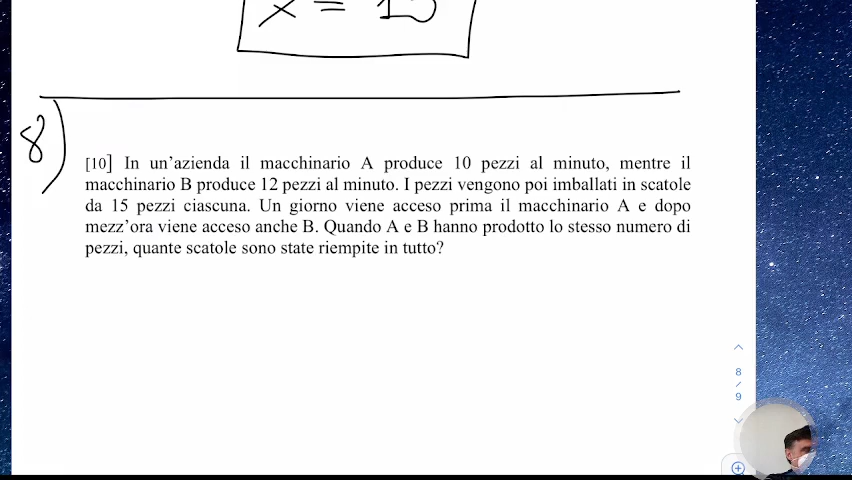 x = 15
8)
[10] In un’azienda il macchinario A produce 10 pezzi al minuto, mentre il
macchinario B produce 12 pezzi al minuto. I pezzi vengono poi imballati in scatole
da 15 pezzi ciascuna. Un giorno viene acceso prima il macchinario A e dopo
mezz’ora viene acceso anche B. Quando A e B hanno prodotto lo stesso numero di
pezzi, quante scatole sono state riempite in tutto?
8
/
9